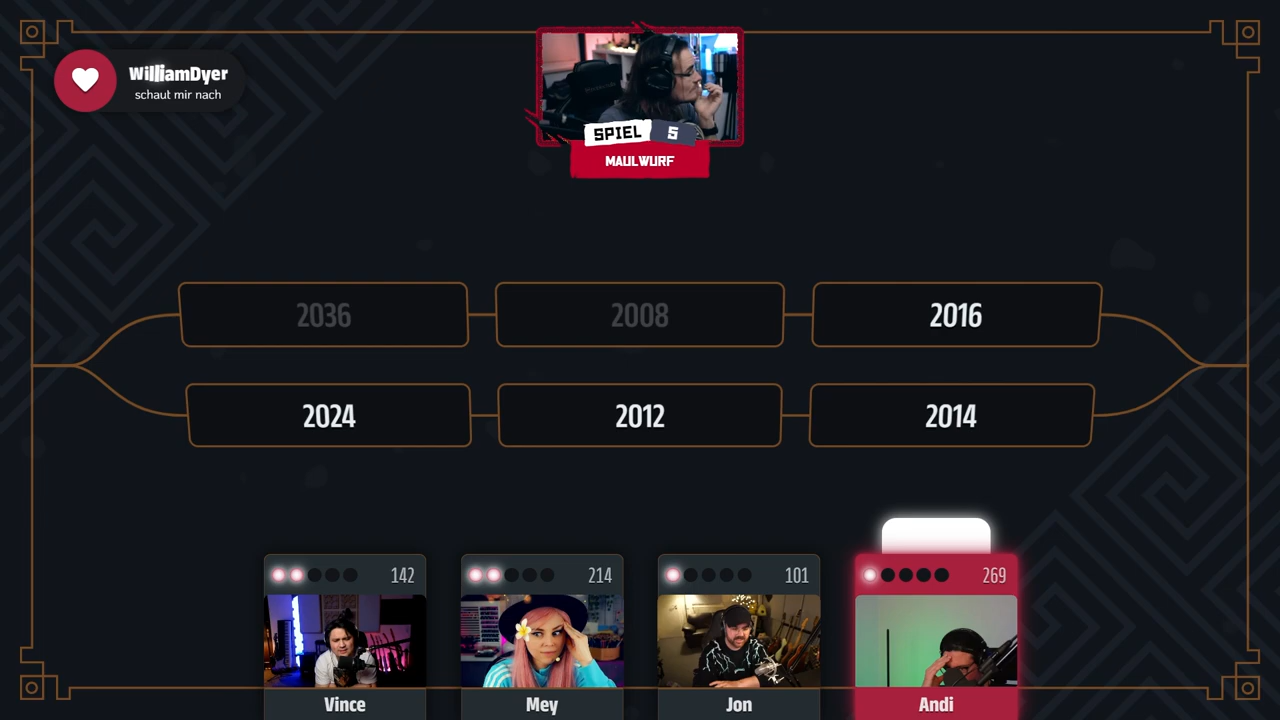 WilliamDyer
schaut mir nach
SPIEL 5
MAULWURF
2036 2008 2016
2024 2012 2014
142 214 101 269
Vince Mey Jon Andi